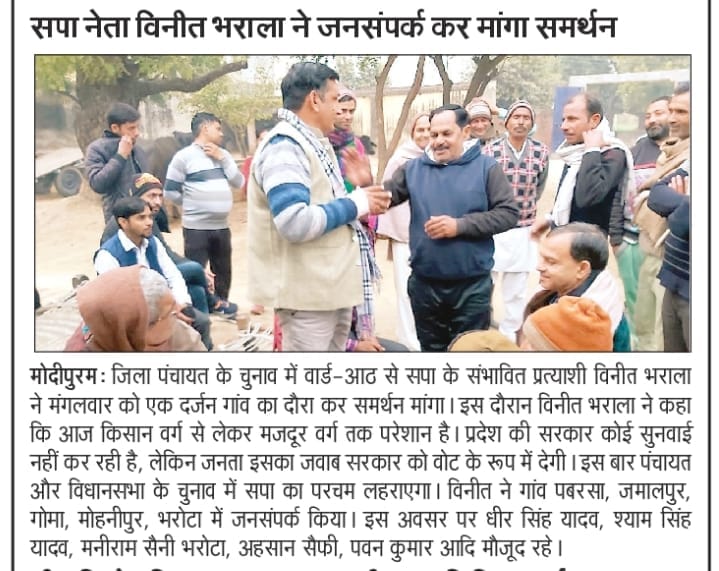 सपा नेता विनीत भराला ने जनसंपर्क कर मांगा समर्थन
मोदीपुरम: जिला पंचायत के चुनाव में वार्ड-आठ से सपा के संभावित प्रत्याशी विनीत भराला
ने मंगलवार को एक दर्जन गांव का दौरा कर समर्थन मांगा। इस दौरान विनीत भराला ने कहा
कि आज किसान वर्ग से लेकर मजदूर वर्ग तक परेशान है। प्रदेश की सरकार कोई सुनवाई
नहीं कर रही है, लेकिन जनता इसका जवाब सरकार को वोट के रूप में देगी। इस बार पंचायत
और विधानसभा के चुनाव में सपा का परचम लहराएगा। विनीत ने गांव पबरसा, जमालपुर,
गोमा, मोहनीपुर, भरोटा में जनसंपर्क किया। इस अवसर पर धीर सिंह यादव, श्याम सिंह
यादव, मनीराम सैनी भरोटा, अहसान सैफी, पवन कुमार आदि मौजूद रहे।